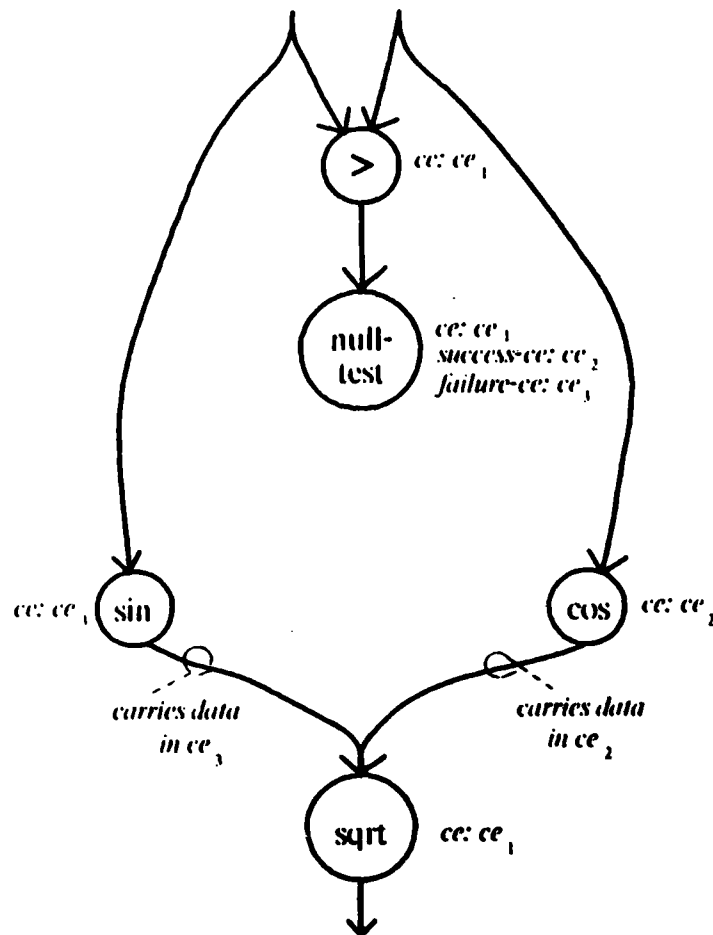 >
ce: ce₁
null-
test
ce: ce₁
success-ce: ce₂
failure-ce: ce₃
ce: ce₃
sin
cos
ce: ce₂
carries data
in ce₃
carries data
in ce₂
sqrt
ce: ce₁